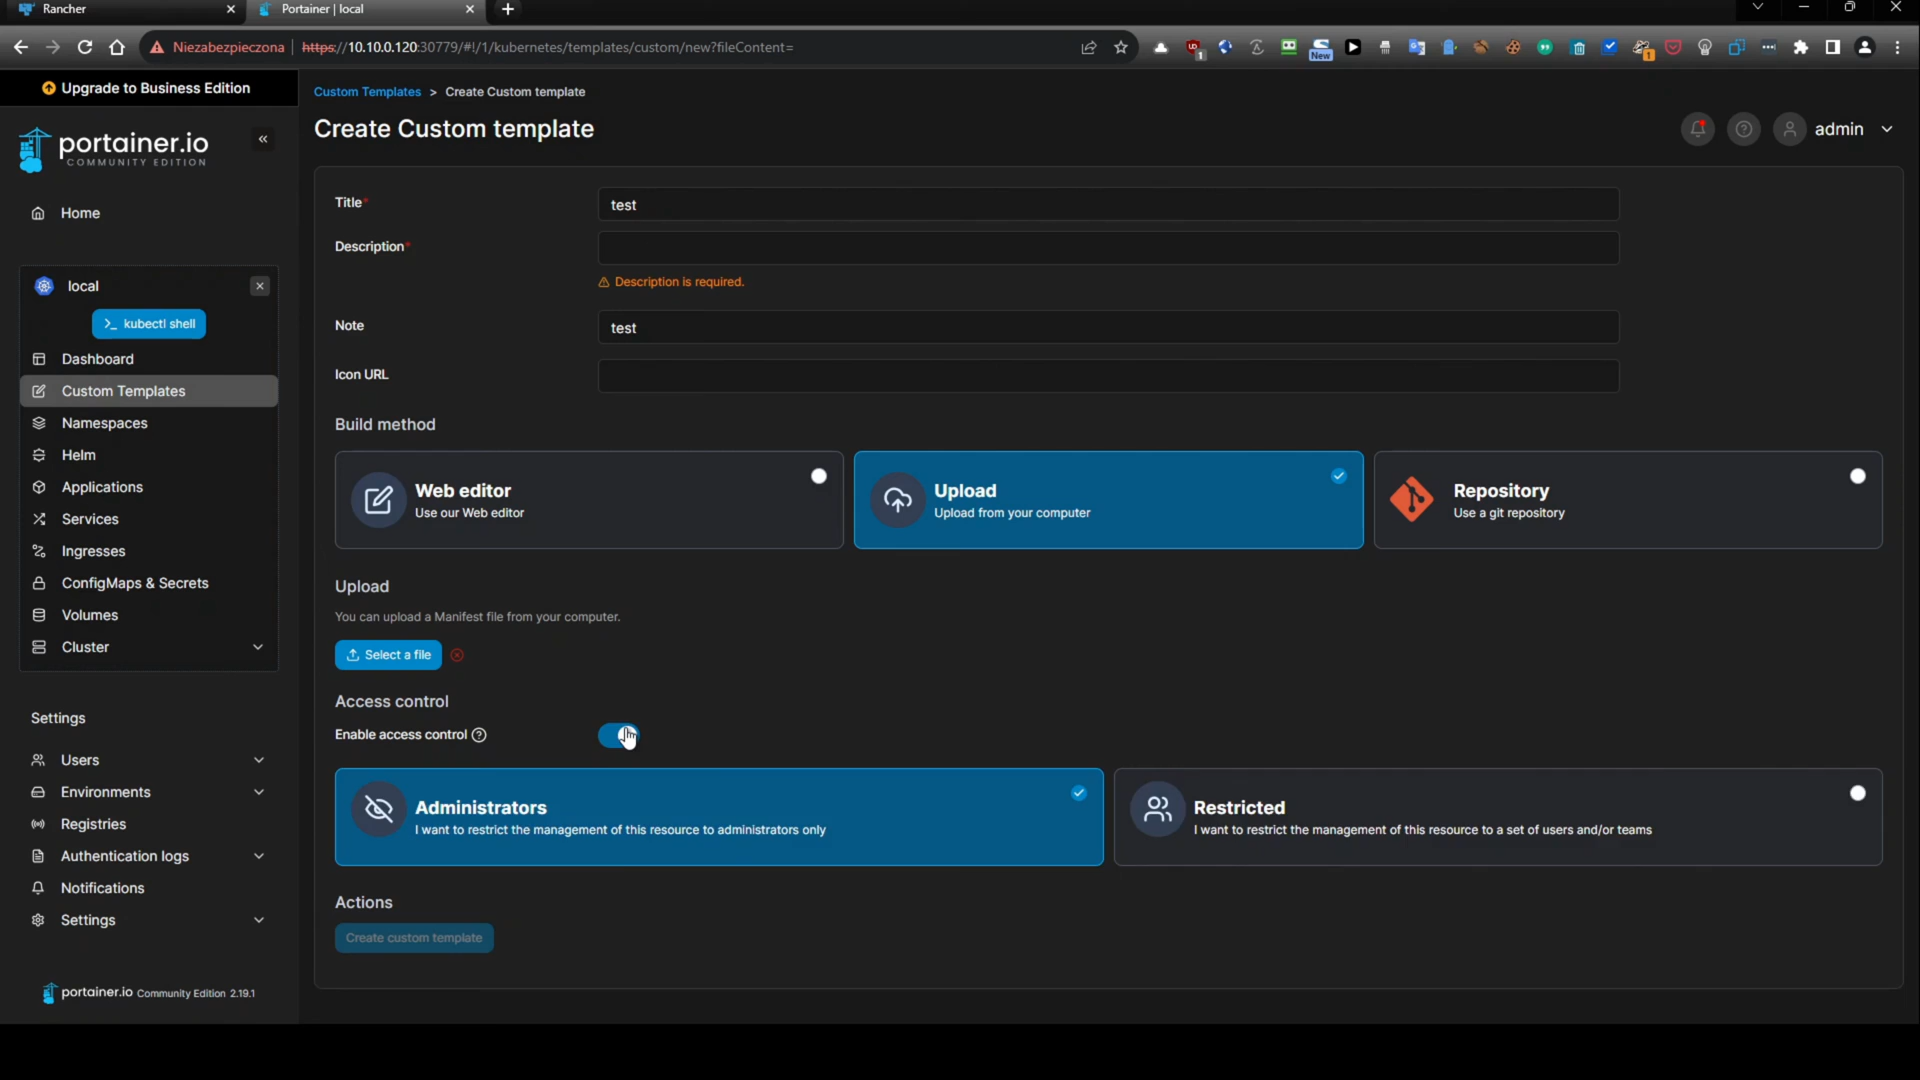 Rancher
Portainer | local
Niezabezpieczona
https://10.10.0.120:30779/#!/1/kubernetes/templates/custom/new?fileContent=
1
New
1
Upgrade to Business Edition
portainer.io
COMMUNITY EDITION
Home
local
>_ kubectl shell
Dashboard
Custom Templates
Namespaces
Helm
Applications
Services
Ingresses
ConfigMaps & Secrets
Volumes
Cluster
Settings
Users
Environments
Registries
Authentication logs
Notifications
Settings
portainer.io Community Edition 2.19.1
Custom Templates > Create Custom template
Create Custom template
admin
Title*
test
Description*
Description is required.
Note
test
Icon URL
Build method
Web editor
Use our Web editor
Upload
Upload from your computer
Repository
Use a git repository
Upload
You can upload a Manifest file from your computer.
Select a file
Access control
Enable access control
Administrators
I want to restrict the management of this resource to administrators only
Restricted
I want to restrict the management of this resource to a set of users and/or teams
Actions
Create custom template